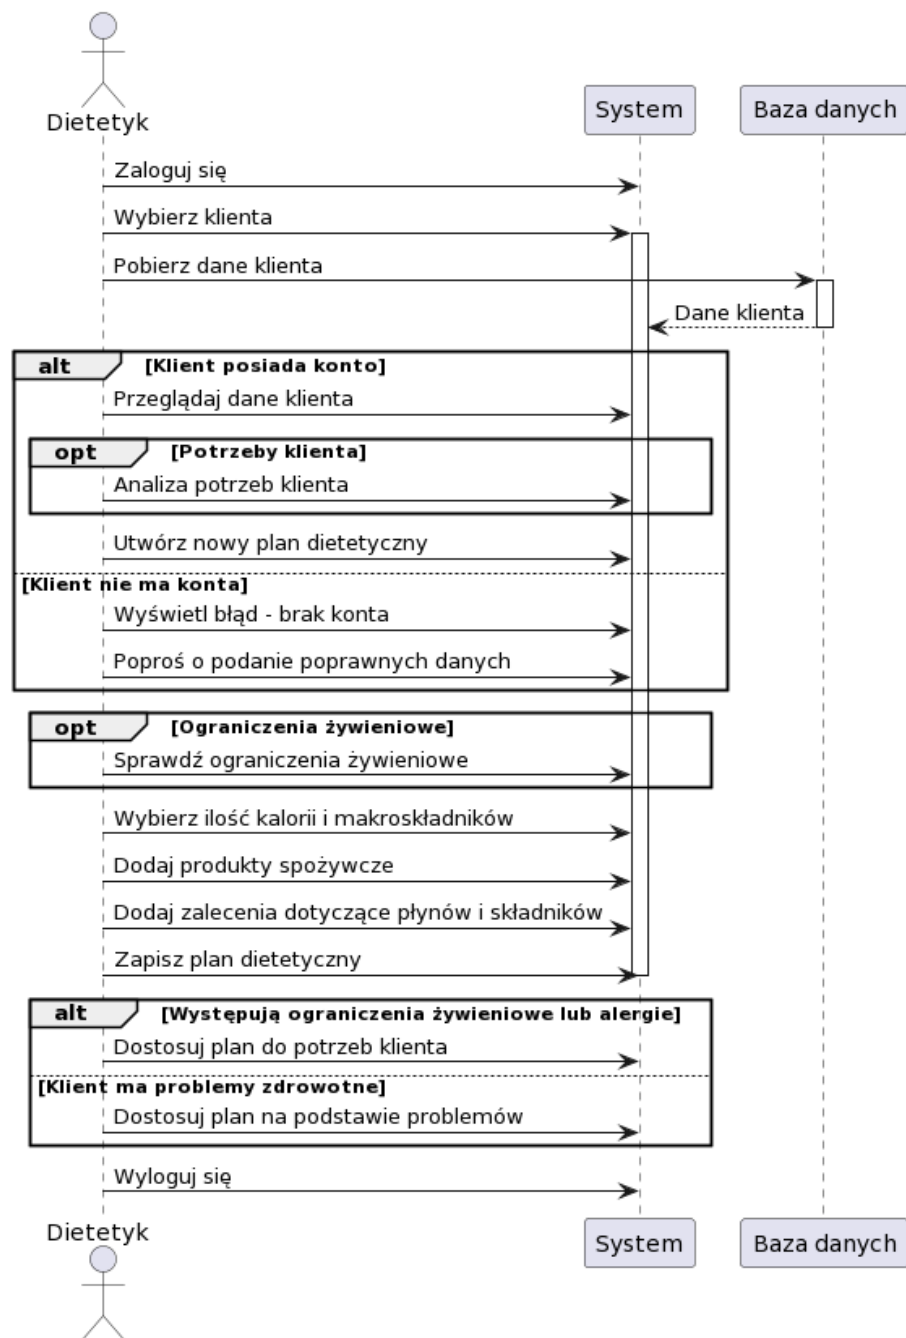 Dietetyk
System
Baza danych
Zaloguj się
Wybierz klienta
Pobierz dane klienta
Dane klienta
alt [Klient posiada konto]
Przeglądaj dane klienta
opt [Potrzeby klienta]
Analiza potrzeb klienta
Utwórz nowy plan dietetyczny
[Klient nie ma konta]
Wyświetl błąd - brak konta
Poproś o podanie poprawnych danych
opt [Ograniczenia żywieniowe]
Sprawdź ograniczenia żywieniowe
Wybierz ilość kalorii i makroskładników
Dodaj produkty spożywcze
Dodaj zalecenia dotyczące płynów i składników
Zapisz plan dietetyczny
alt [Występują ograniczenia żywieniowe lub alergie]
Dostosuj plan do potrzeb klienta
[Klient ma problemy zdrowotne]
Dostosuj plan na podstawie problemów
Wyloguj się
Dietetyk
System
Baza danych